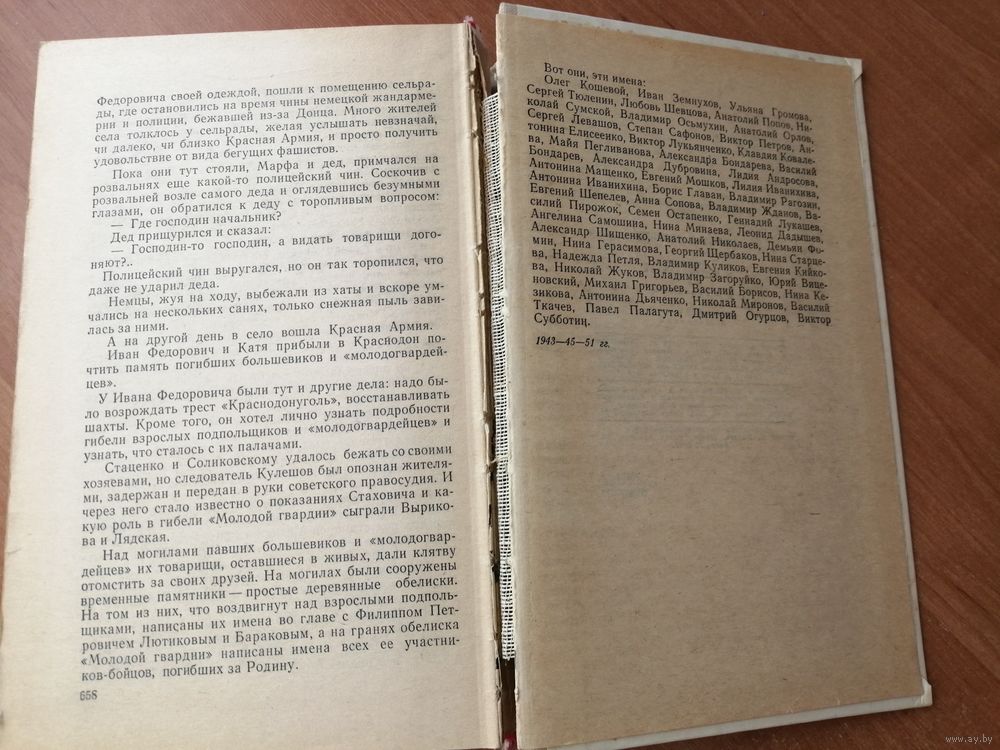 Федоровича своей одеждой, пошли к помещению сельра-
ды, где остановились на время чины немецкой жандарме-
рии и полиции, бежавшей из-за Донца. Много жителей
села толклось у сельрады, желая услышать невзначай,
чи далеко, чи близко Красная Армия, и просто получить
удовольствие от вида бегущих фашистов.
Пока они тут стояли, Марфа и дед, примчался на
розвальнях еще какой-то полицейский чин. Соскочив с
розвальней возле самого деда и оглядевшись безумными
глазами, он обратился к деду с торопливым вопросом:
— Где господин начальник?
Дед прищурился и сказал:
— Господин-то господин, а видать товарищи дого-
няют?..
Полицейский чин выругался, но он так торопился, что
даже не ударил деда.
Немцы, жуя на ходу, выбежали из хаты и вскоре ум-
чались на нескольких санях, только снежная пыль зави-
лась за ними.
А на другой день в село вошла Красная Армия.
Иван Федорович и Катя прибыли в Краснодон по-
чтить память погибших большевиков и «молодогвардей-
цев».
У Ивана Федоровича были тут и другие дела: надо бы-
ло возрождать трест «Краснодонуголь», восстанавливать
шахты. Кроме того, он хотел лично узнать подробности
гибели взрослых подпольщиков и «молодогвардейцев» и
узнать, что сталось с их палачами.
Стаценко и Соликовскому удалось бежать со своими
хозяевами, но следователь Кулешов был опознан жителя-
ми, задержан и передан в руки советского правосудия. И
через него стало известно о показаниях Стаховича и ка-
кую роль в гибели «Молодой гвардии» сыграли Вырико-
ва и Лядская.
Над могилами павших большевиков и «молодогвар-
дейцев» их товарищи, оставшиеся в живых, дали клятву
отомстить за своих друзей. На могилах были сооружены
временные памятники — простые деревянные обелиски.
На том из них, что воздвигнут над взрослыми подполь-
щиками, написаны их имена во главе с Филиппом Пет-
ровичем Лютиковым и Бараковым, а на гранях обелиска
«Молодой гвардии» написаны имена всех ее участни-
ков-бойцов, погибших за Родину.
658
Вот они, эти имена:
Олег Кошевой, Иван Земнухов, Ульяна Громова,
Сергей Тюленин, Любовь Шевцова, Анатолий Попов, Ни-
колай Сумской, Владимир Осьмухин, Анатолий Орлов,
Сергей Левашов, Степан Сафонов, Виктор Петров, Ан-
тонина Елисеенко, Виктор Лукьянченко, Клавдия Ковале-
ва, Майя Пегливанова, Александра Бондарева, Василий
Бондарев, Александра Дубровина, Лидия Андросова,
Антонина Мащенко, Евгений Мошков, Лилия Иванихина,
Антонина Иванихина, Борис Главан, Владимир Рагозин,
Евгений Шепелев, Анна Сопова, Владимир Жданов, Ва-
силий Пирожок, Семен Остапенко, Геннадий Лукашев,
Ангелина Самошина, Нина Минаева, Леонид Дадышев,
Александр Шищенко, Анатолий Николаев, Демьян Фо-
мин, Нина Герасимова, Георгий Щербаков, Нина Старце-
ва, Надежда Петля, Владимир Куликов, Евгения Кийко-
ва, Николай Жуков, Владимир Загоруйко, Юрий Вице-
новский, Михаил Григорьев, Василий Борисов, Нина Ке-
зикова, Антонина Дьяченко, Николай Миронов, Василий
Ткачев, Павел Палагута, Дмитрий Огурцов, Виктор
Субботин.
1943—45—51 гг.
www.ay.by